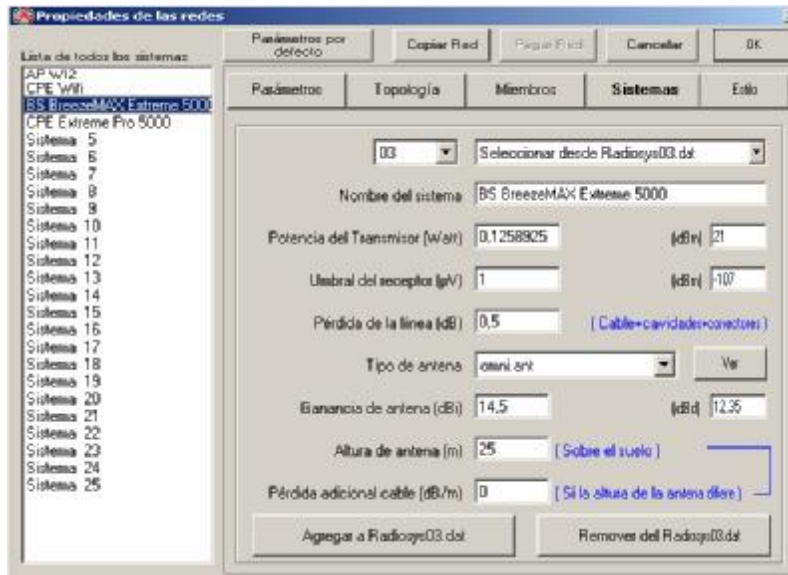 Propiedades de las redes
Lista de todos los sistemas
Parámetros por defecto
Copiar Red
Pegar Red
Cancelar
OK
AP WI2
CPE Wifi
BS BreezeMAX Extreme 5000
CPE Extreme Pro 5000
Sistema 5
Sistema 6
Sistema 7
Sistema 8
Sistema 9
Sistema 10
Sistema 11
Sistema 12
Sistema 13
Sistema 14
Sistema 15
Sistema 16
Sistema 17
Sistema 18
Sistema 19
Sistema 20
Sistema 21
Sistema 22
Sistema 23
Sistema 24
Sistema 25
Parámetros
Topología
Miembros
Sistemas
Estilo
03
Seleccionar desde Radiosys03.dat
Nombre del sistema BS BreezeMAX Extreme 5000
Potencia del Transmisor (Watt) 0,1258925 (dBm) 21
Umbral del receptor (µV) 1 (dBm) -107
Pérdida de la línea (dB) 0,5 ( Cable+cavidades+conectores )
Tipo de antena omni.ant Ver
Ganancia de antena (dBi) 14,5 (dBd) 12,35
Altura de antena (m) 25 ( Sobre el suelo )
Pérdida adicional cable (dB/m) 0 ( Si la altura de la antena difiere )
Agregar a Radiosys03.dat
Remover del Radiosys03.dat